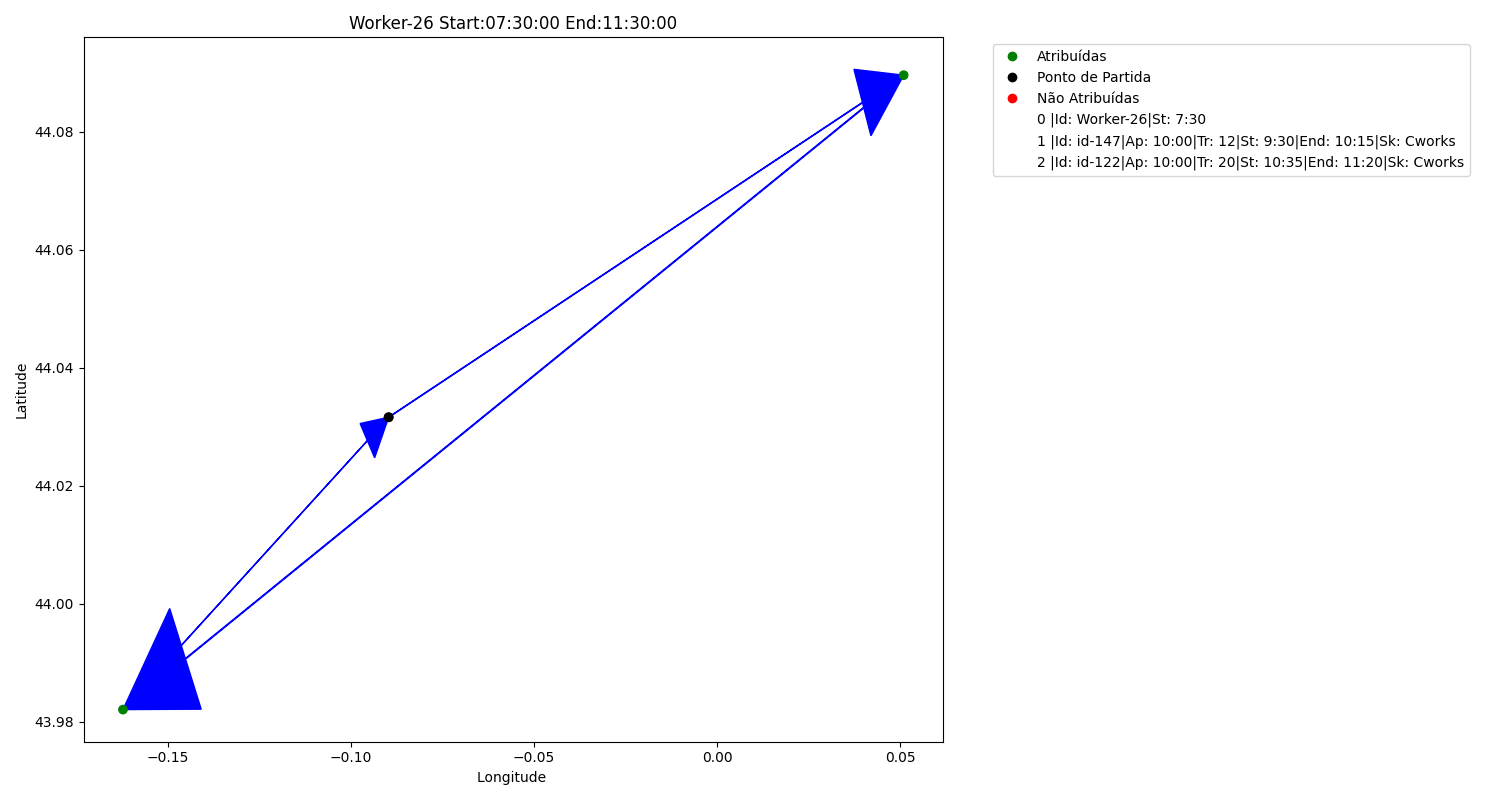 Worker-26 Start:07:30:00 End:11:30:00
Atribuídas
Ponto de Partida
Não Atribuídas
0 |Id: Worker-26|St: 7:30
1 |Id: id-147|Ap: 10:00|Tr: 12|St: 9:30|End: 10:15|Sk: Cworks
2 |Id: id-122|Ap: 10:00|Tr: 20|St: 10:35|End: 11:20|Sk: Cworks
44.08
44.06
44.04
44.02
44.00
43.98
Latitude
−0.15 −0.10 −0.05 0.00 0.05
Longitude